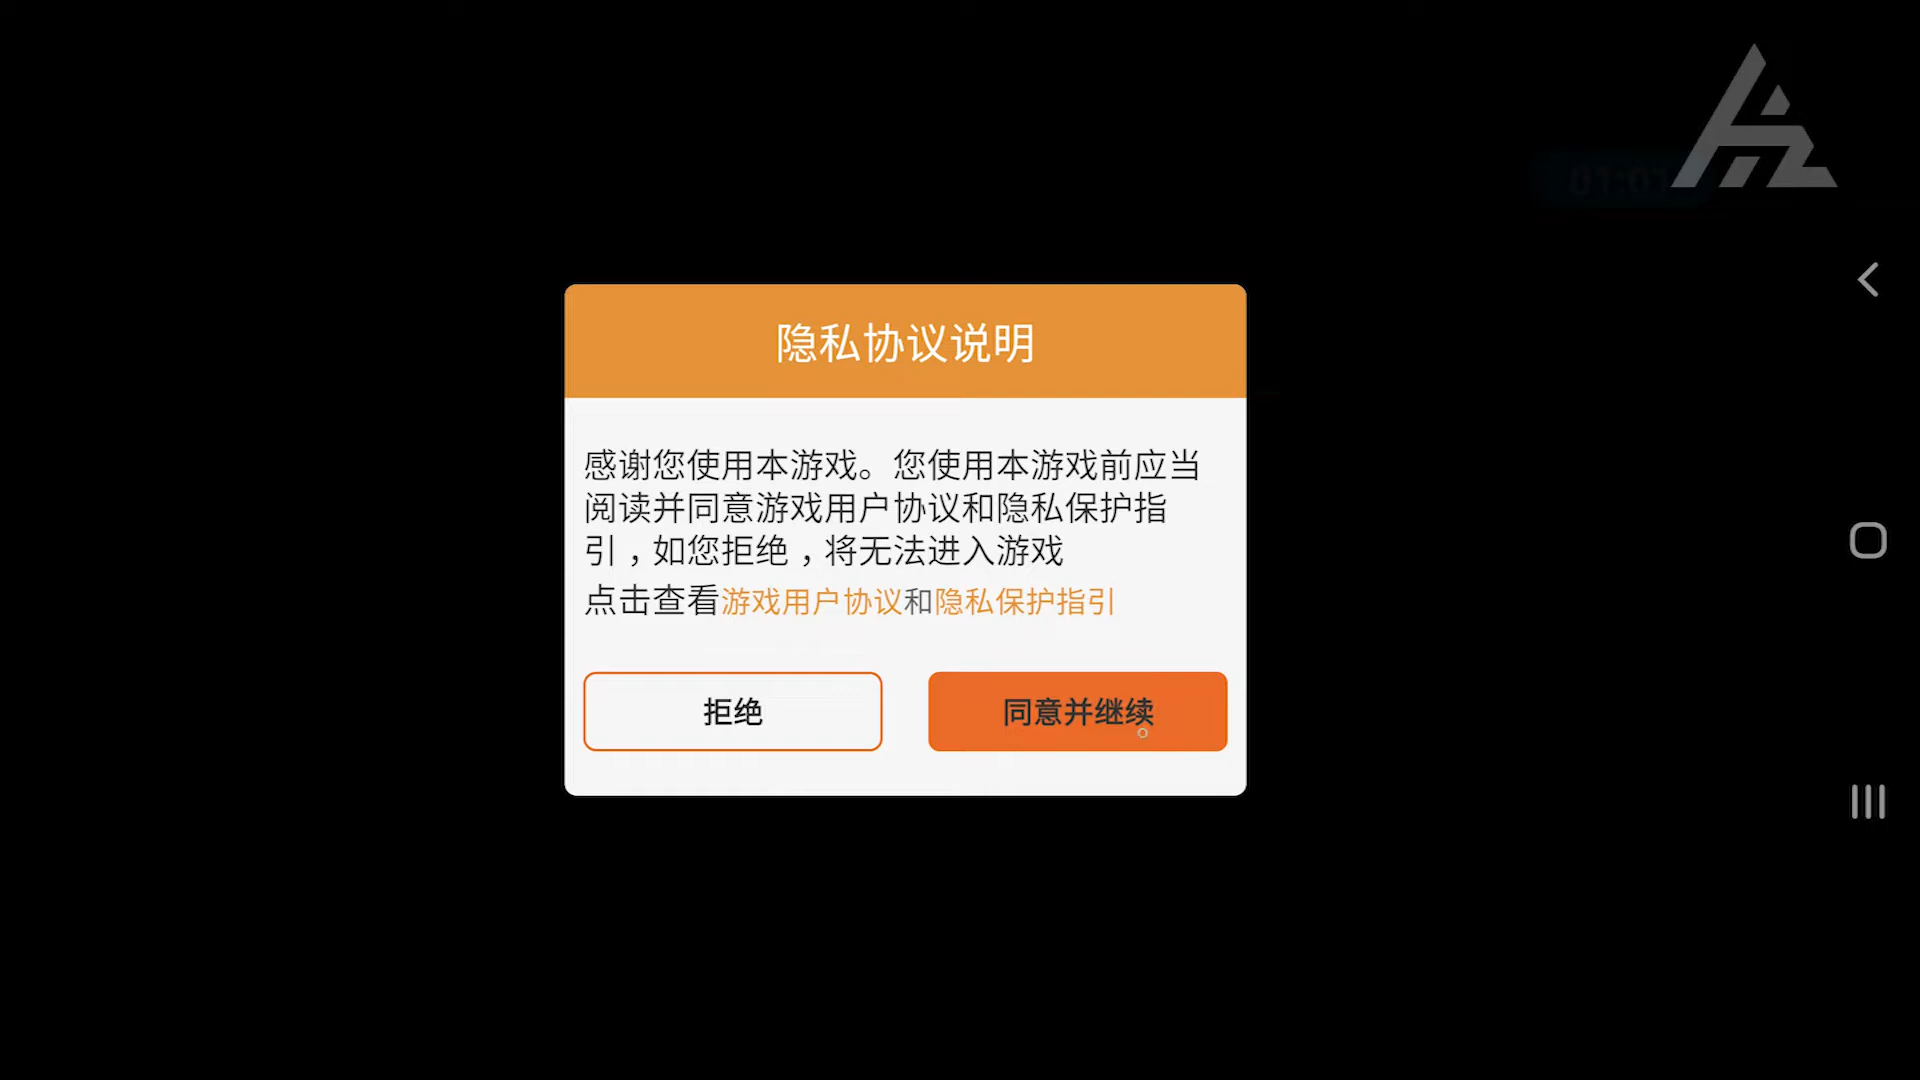 隐私协议说明
感谢您使用本游戏。您使用本游戏前应当
阅读并同意游戏用户协议和隐私保护指
引，如您拒绝，将无法进入游戏
点击查看游戏用户协议和隐私保护指引
拒绝
同意并继续